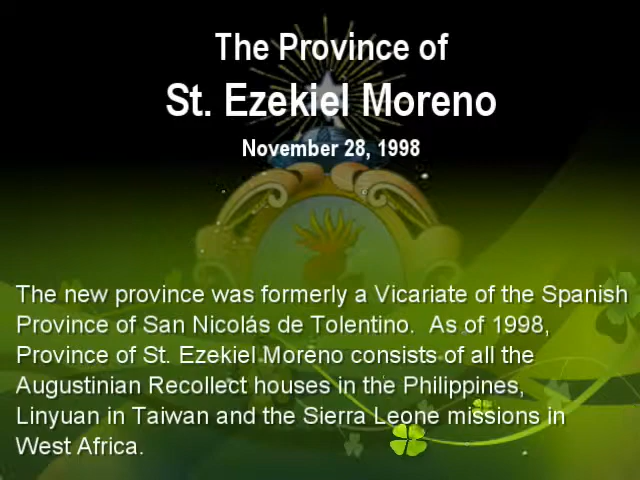 The Province of
St. Ezekiel Moreno
November 28, 1998
The new province was formerly a Vicariate of the Spanish
Province of San Nicolás de Tolentino.  As of 1998,
Province of St. Ezekiel Moreno consists of all the
Augustinian Recollect houses in the Philippines,
Linyuan in Taiwan and the Sierra Leone missions in
West Africa.